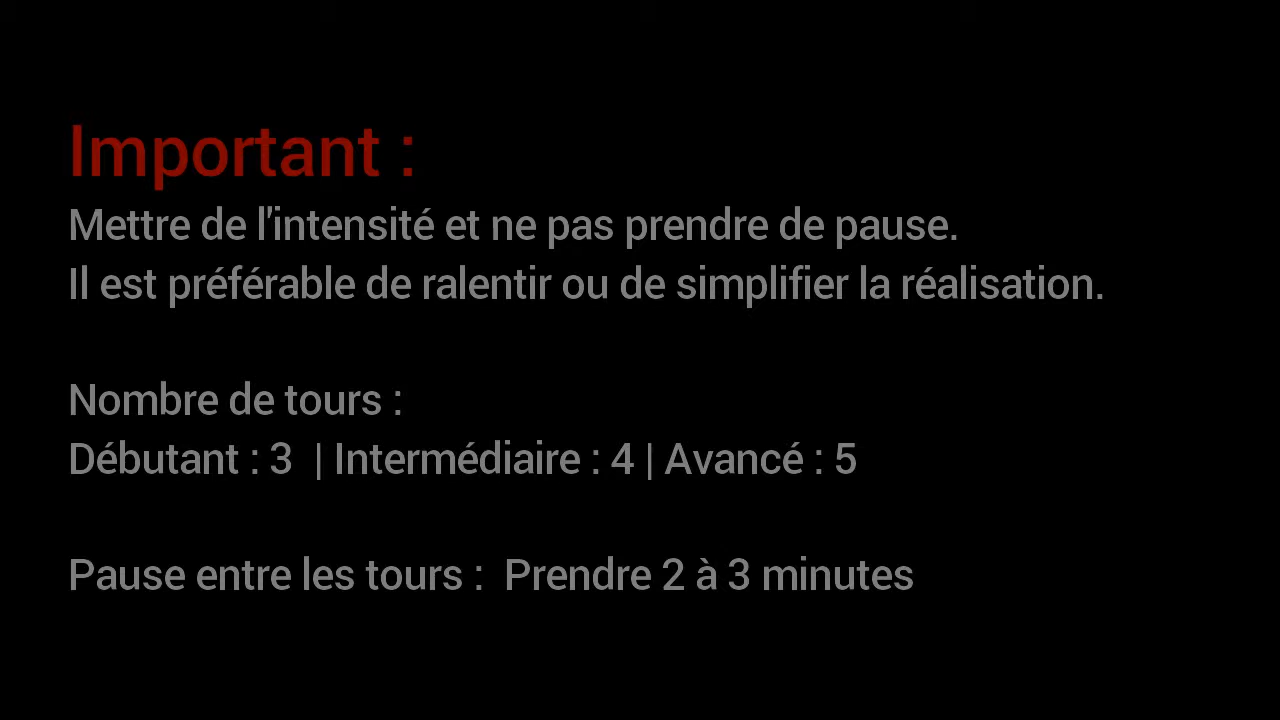 Important :
Mettre de l'intensité et ne pas prendre de pause.
Il est préférable de ralentir ou de simplifier la réalisation.
Nombre de tours :
Débutant : 3  | Intermédiaire : 4 | Avancé : 5
Pause entre les tours :  Prendre 2 à 3 minutes